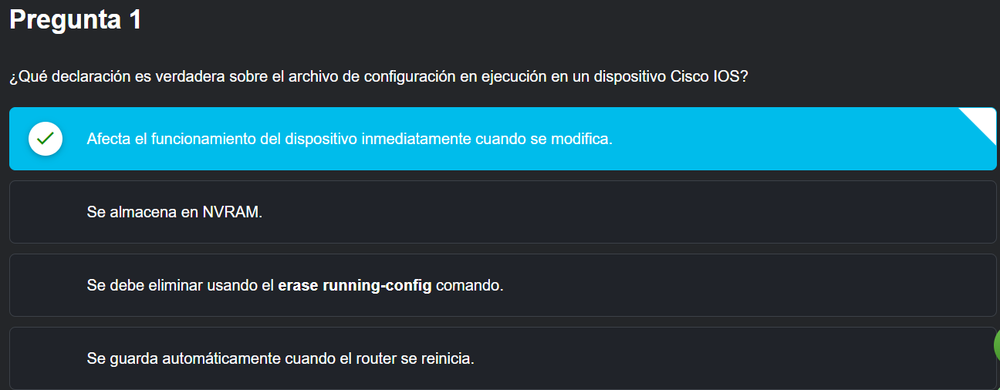 Pregunta 1
¿Qué declaración es verdadera sobre el archivo de configuración en ejecución en un dispositivo Cisco IOS?
Afecta el funcionamiento del dispositivo inmediatamente cuando se modifica.
Se almacena en NVRAM.
Se debe eliminar usando el erase running-config comando.
Se guarda automáticamente cuando el router se reinicia.